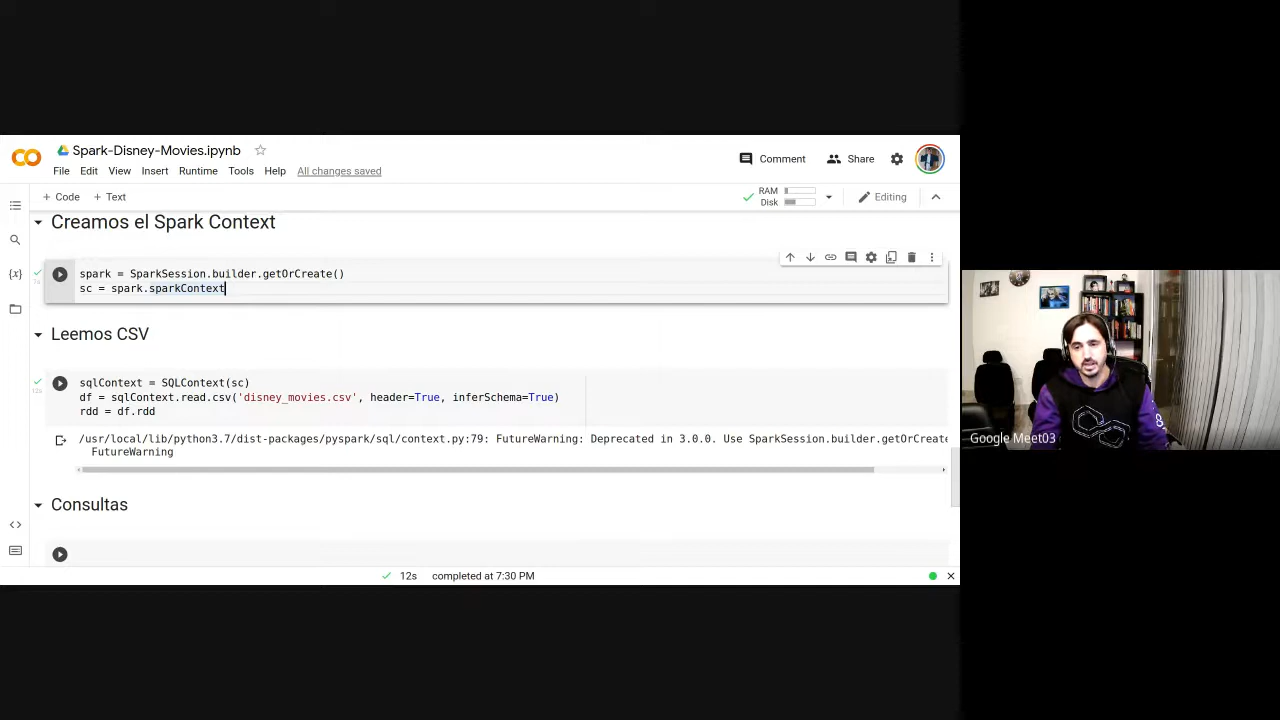 Spark-Disney-Movies.ipynb
Comment
Share
File Edit View Insert Runtime Tools Help All changes saved
+ Code + Text
RAM
Disk
Editing
Creamos el Spark Context
spark = SparkSession.builder.getOrCreate()
sc = spark.sparkContext
7s
Leemos CSV
12s
sqlContext = SQLContext(sc)
df = sqlContext.read.csv('disney_movies.csv', header=True, inferSchema=True)
rdd = df.rdd
/usr/local/lib/python3.7/dist-packages/pyspark/sql/context.py:79: FutureWarning: Deprecated in 3.0.0. Use SparkSession.builder.getOrCreate
FutureWarning
Consultas
12s completed at 7:30 PM
Google Meet03